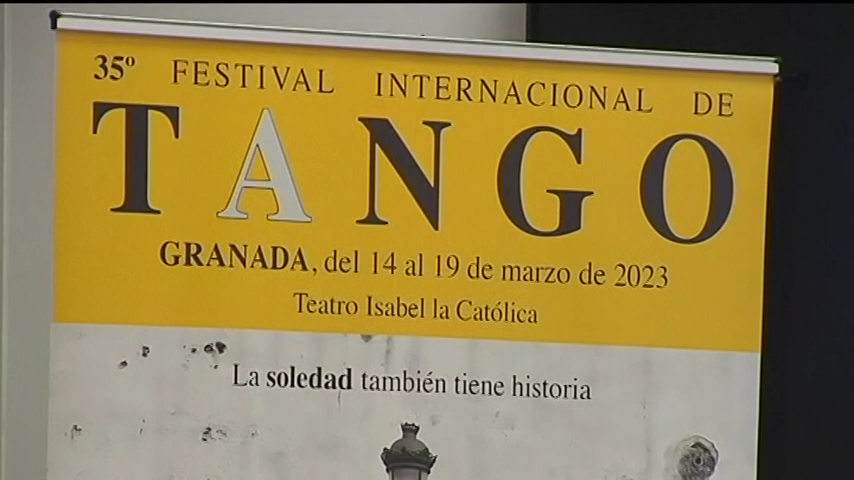 35º FESTIVAL INTERNACIONAL DE
TANGO
GRANADA, del 14 al 19 de marzo de 2023
Teatro Isabel la Católica
La soledad también tiene historia